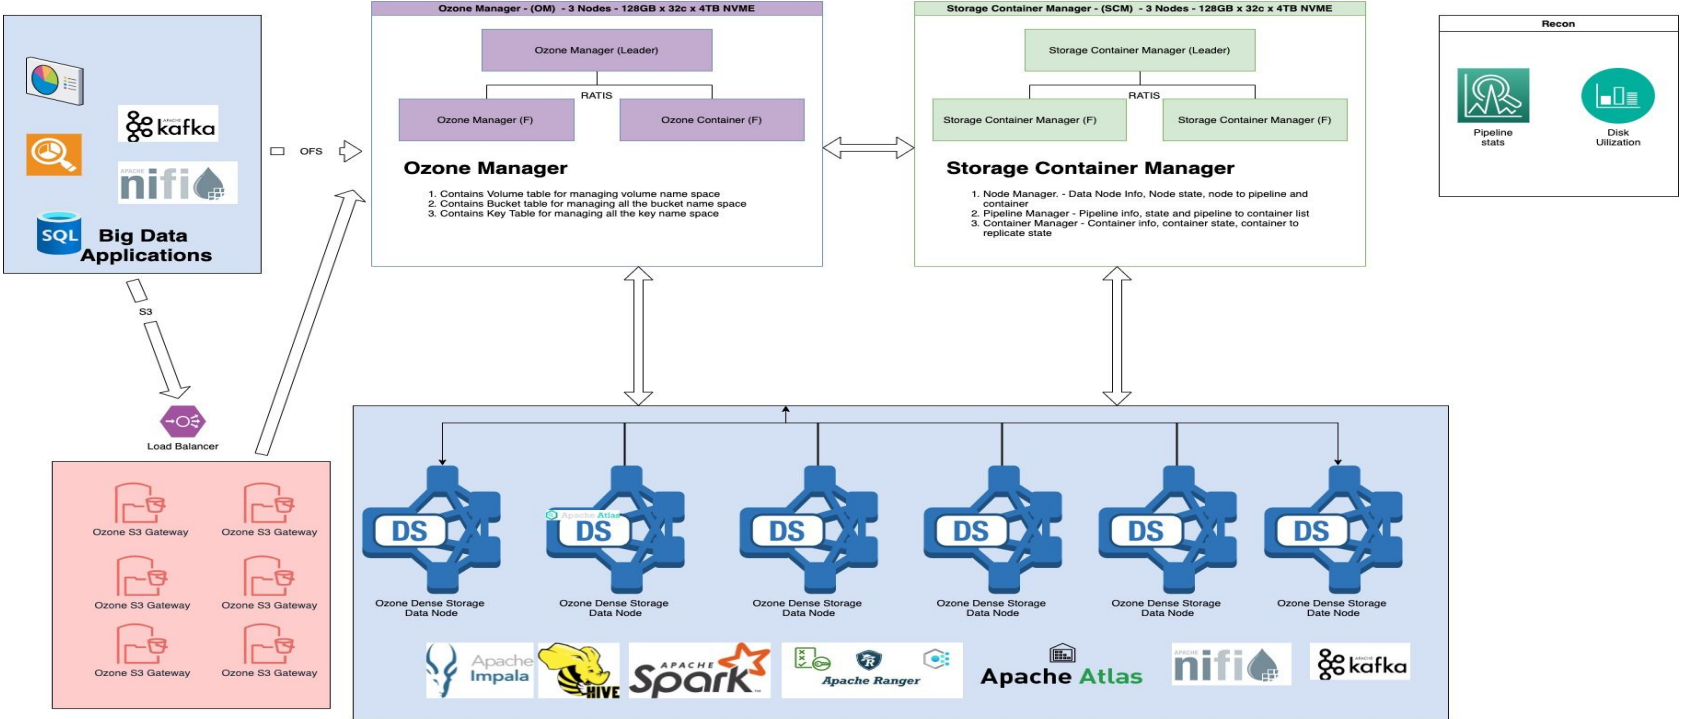 Ozone Manager - (OM) - 3 Nodes - 128GB x 32c x 4TB NVME
Ozone Manager (Leader)
RATIS
Ozone Manager (F)
Ozone Container (F)
Ozone Manager
1. Contains Volume table for managing volume name space
2. Contains Bucket table for managing all the bucket name space
3. Contains Key Table for managing all the key name space
Storage Container Manager - (SCM) - 3 Nodes - 128GB x 32c x 4TB NVME
Storage Container Manager (Leader)
RATIS
Storage Container Manager (F)
Storage Container Manager (F)
Storage Container Manager
1. Node Manager. - Data Node Info, Node state, node to pipeline and
container
2. Pipeline Manager - Pipeline info, state and pipeline to container list
3. Container Manager - Container info, container state, container to
replicate state
Recon
Pipeline
stats
Disk
Uilization
APACHE
kafka
APACHE
nifi
SQL
Big Data
Applications
OFS
S3
Load Balancer
Ozone S3 Gateway
Ozone S3 Gateway
Ozone S3 Gateway
Ozone S3 Gateway
Ozone S3 Gateway
Ozone S3 Gateway
DS
Apache Atlas
DS
DS
DS
DS
DS
Ozone Dense Storage
Data Node
Ozone Dense Storage
Data Node
Ozone Dense Storage
Data Node
Ozone Dense Storage
Data Node
Ozone Dense Storage
Data Node
Ozone Dense Storage
Date Node
Apache
Impala
HIVE
APACHE
Spark
Apache Ranger
Apache Atlas
APACHE
nifi
APACHE
kafka